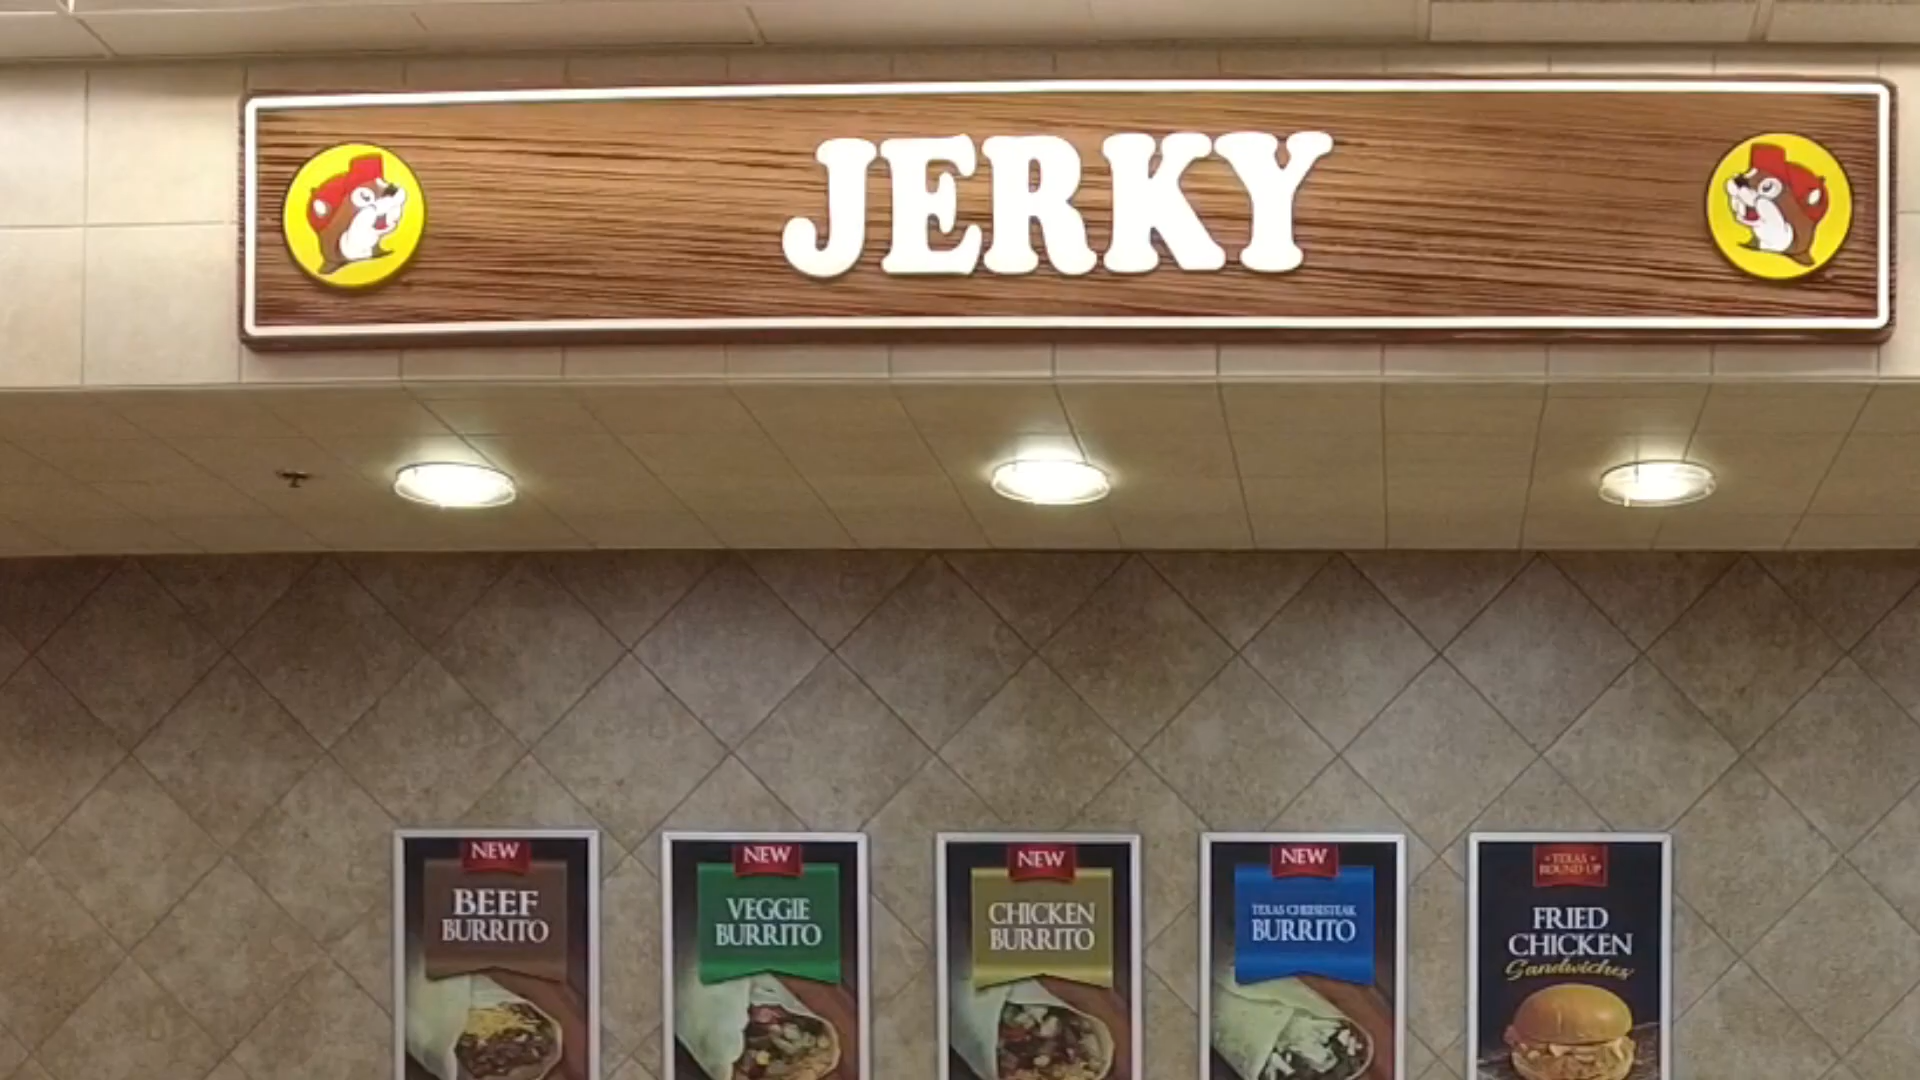 JERKY
NEW
BEEF
BURRITO
NEW
VEGGIE
BURRITO
NEW
CHICKEN
BURRITO
NEW
TEXAS CHEESESTEAK
BURRITO
TEXAS
ROUND-UP
FRIED
CHICKEN
Sandwiches